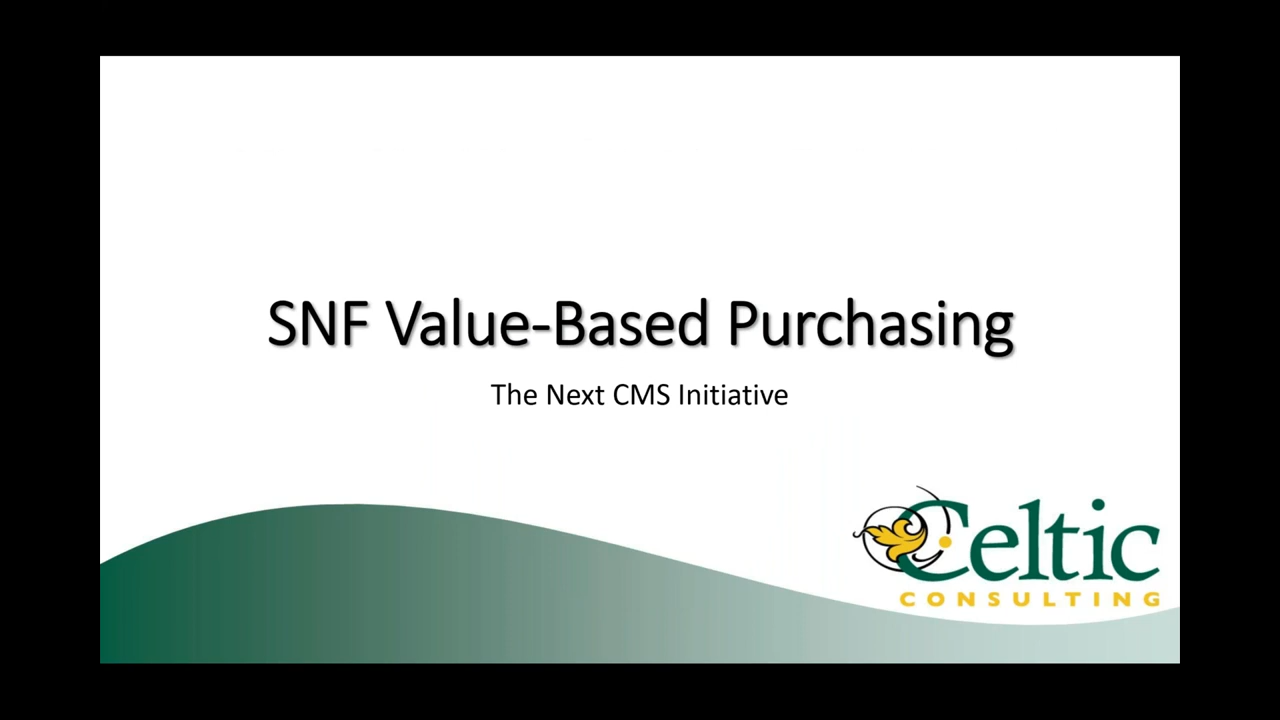 SNF Value-Based Purchasing
The Next CMS Initiative
Celtic
CONSULTING